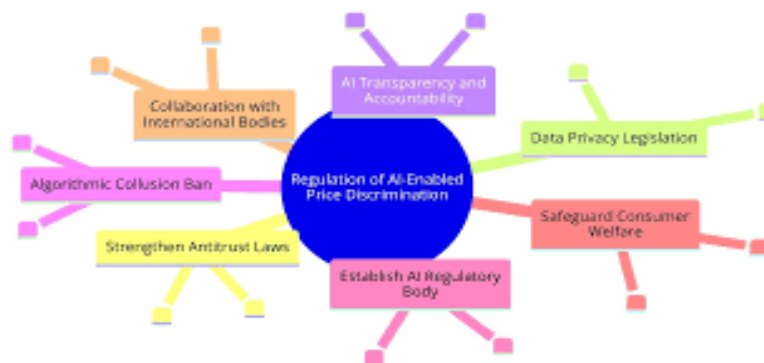 AI Transparency and
Accountability
Collaboration with
International Bodies
Data Privacy Legislation
Regulation of AI-Enabled
Price Discrimination
Algorithmic Collusion Ban
Safeguard Consumer
Welfare
Strengthen Antitrust Laws
Establish AI Regulatory
Body